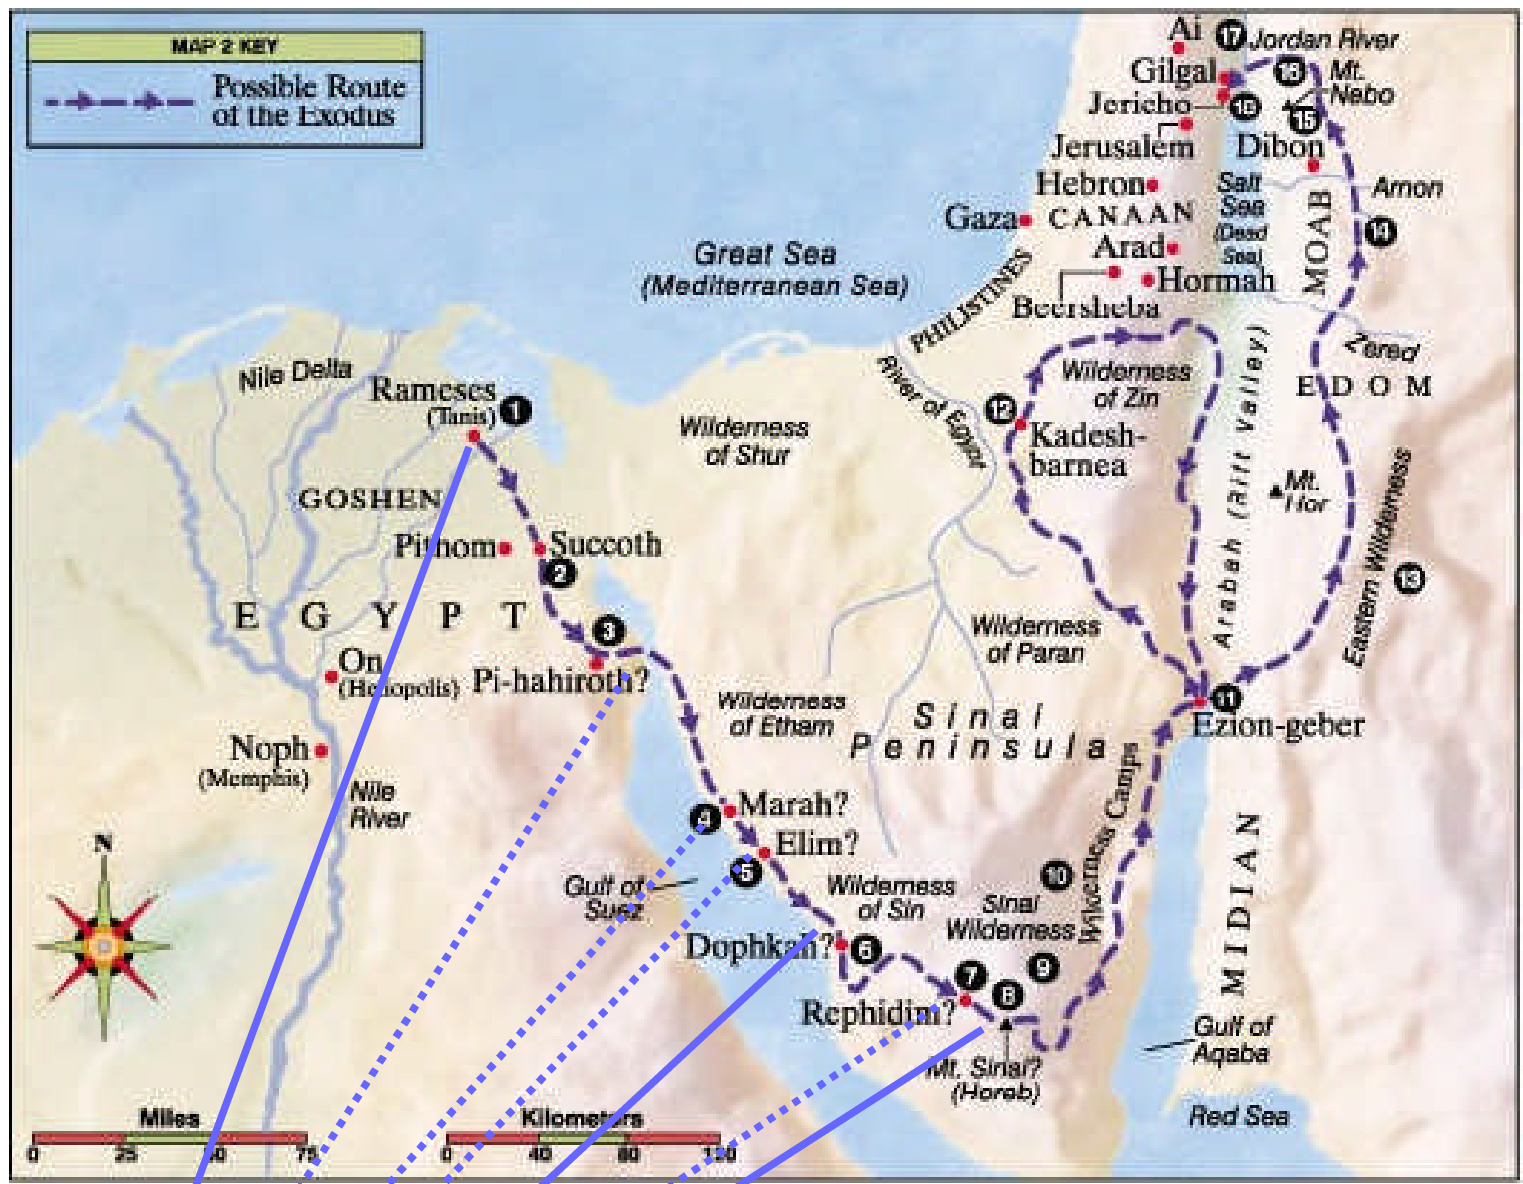 MAP 2 KEY
Possible Route
of the Exodus
Ai
17
Jordan River
Gilgal
18
Mt.
Nebo
Jericho
16
15
Jerusalem
Dibon
Hebron
Salt
Sea
(Dead
Sea)
Arnon
Gaza
CANAAN
MOAB
14
Arad
Hormah
Beersheba
Great Sea
(Mediterranean Sea)
PHILISTINES
Zered
EDOM
Nile Delta
Rameses
(Tanis)
1
River of Egypt
Wilderness
of Zin
12
Kadesh-
barnea
Wilderness
of Shur
Arabah (Rift Valley)
Mt.
Hor
Eastern Wilderness
13
GOSHEN
Pithom
Succoth
2
EGYPT
3
Wilderness
of Paran
On
(Heliopolis)
Pi-hahiroth?
Wilderness
of Etham
Sinai
Peninsula
11
Ezion-geber
Noph
(Memphis)
Nile
River
4
Marah?
Elim?
5
Wilderness Camps
MIDIAN
N
Gulf of
Suez
Wilderness
of Sin
10
Sinai
Wilderness
Dophkah?
6
7
8
9
Rephidim?
Mt. Sinai?
(Horeb)
Gulf of
Aqaba
Red Sea
Miles
0 25 50 75
Kilometers
0 40 80 120